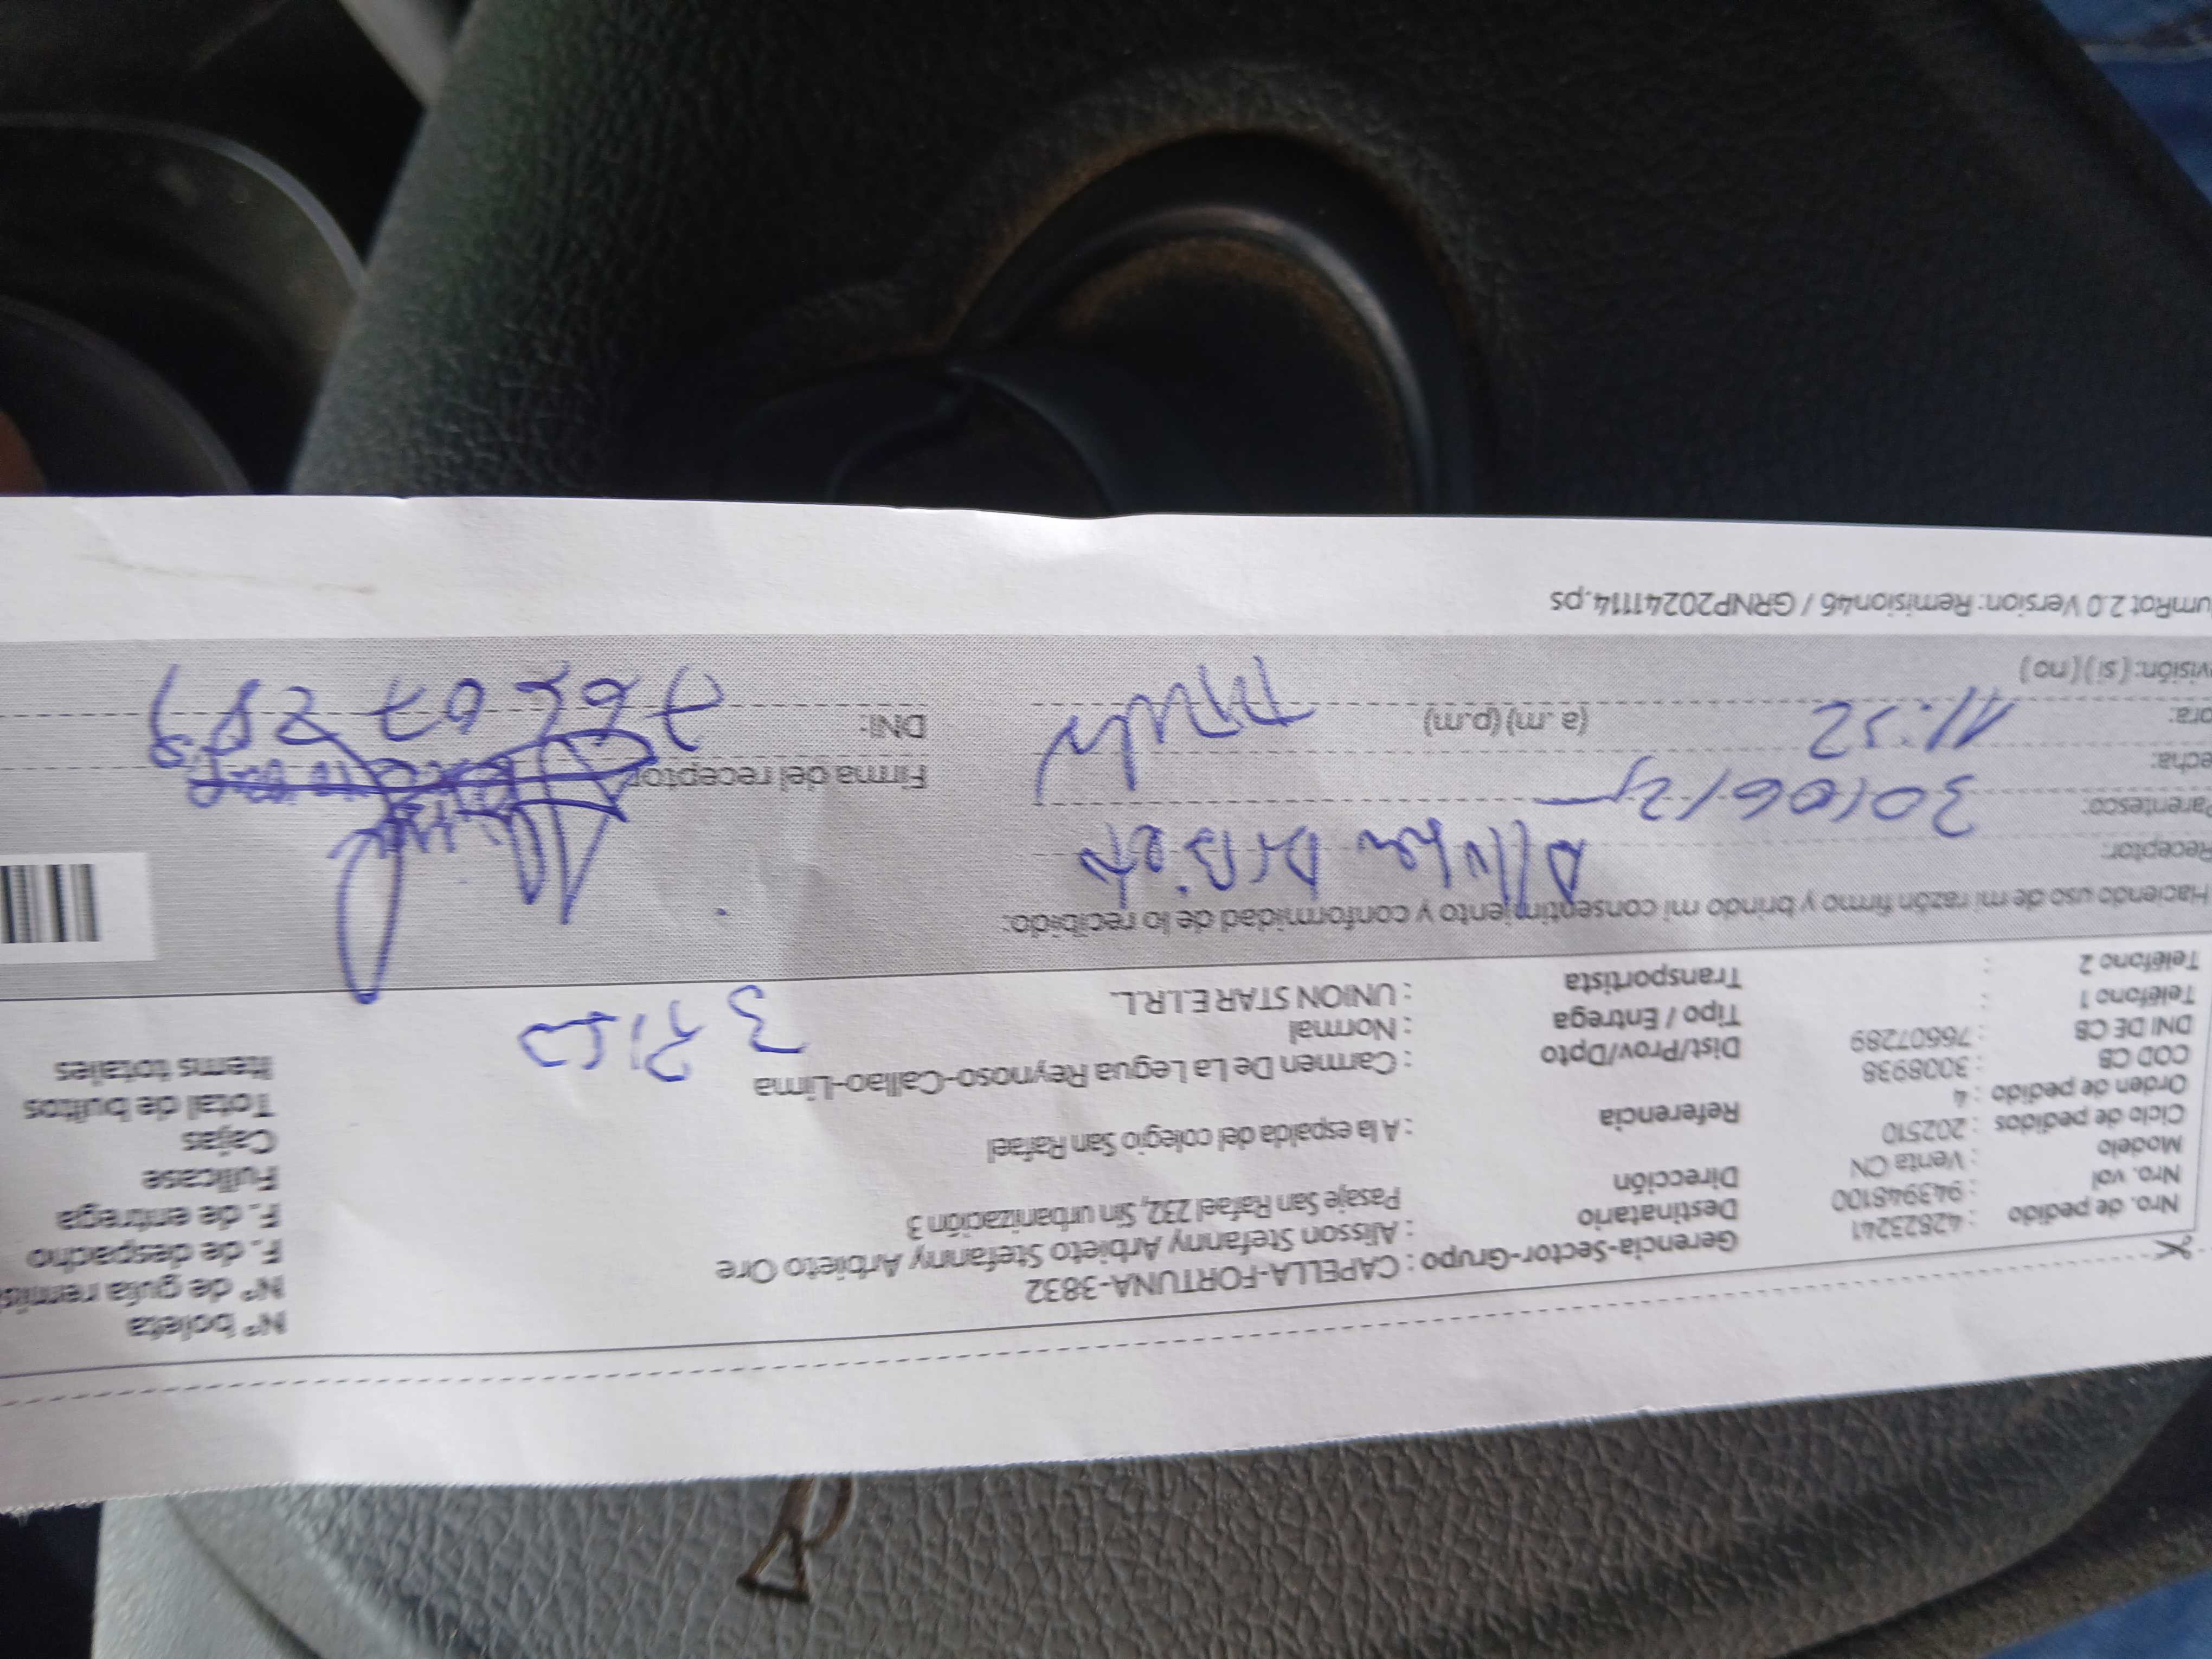 Nº boleta
Gerencia-Sector-Grupo : CAPELLA-FORTUNA-3832
Nº de guía remis
Nro. de pedido : 42823241
Destinatario : Alisson Stefanny Arbieto Stefanny Arbieto Ore
F. de despacho
Nro. vol : 943948100
Dirección Pasaje San Rafael 232, Sin urbanización 3
F. de entrega
Modelo : Venta CN
Fullcase
Ciclo de pedidos : 202510
Referencia : A la espalda del colegio San Rafael
Cajas
Orden de pedido : 4
Total de bultos
COD CB : 3008938
Dist/Prov/Dpto : Carmen De La Legua Reynoso-Callao-Lima
Items totales
DNI DE CB : 76607289
Tipo / Entrega : Normal
3 PISO
Teléfono 1 :
Transportista : UNION STAR E.I.R.L.
Teléfono 2 :
Haciendo uso de mi razón firmo y brindo mi consentimiento y conformidad de lo recibido:
Receptor:
Parentesco:
Firma del receptor
echa: 30/06/25
ora: 11:52 (a.m) (p.m)
DNI:
visión: ( si ) ( no )
umRot 2.0 Version: Remision46 / GRNP20241114.ps